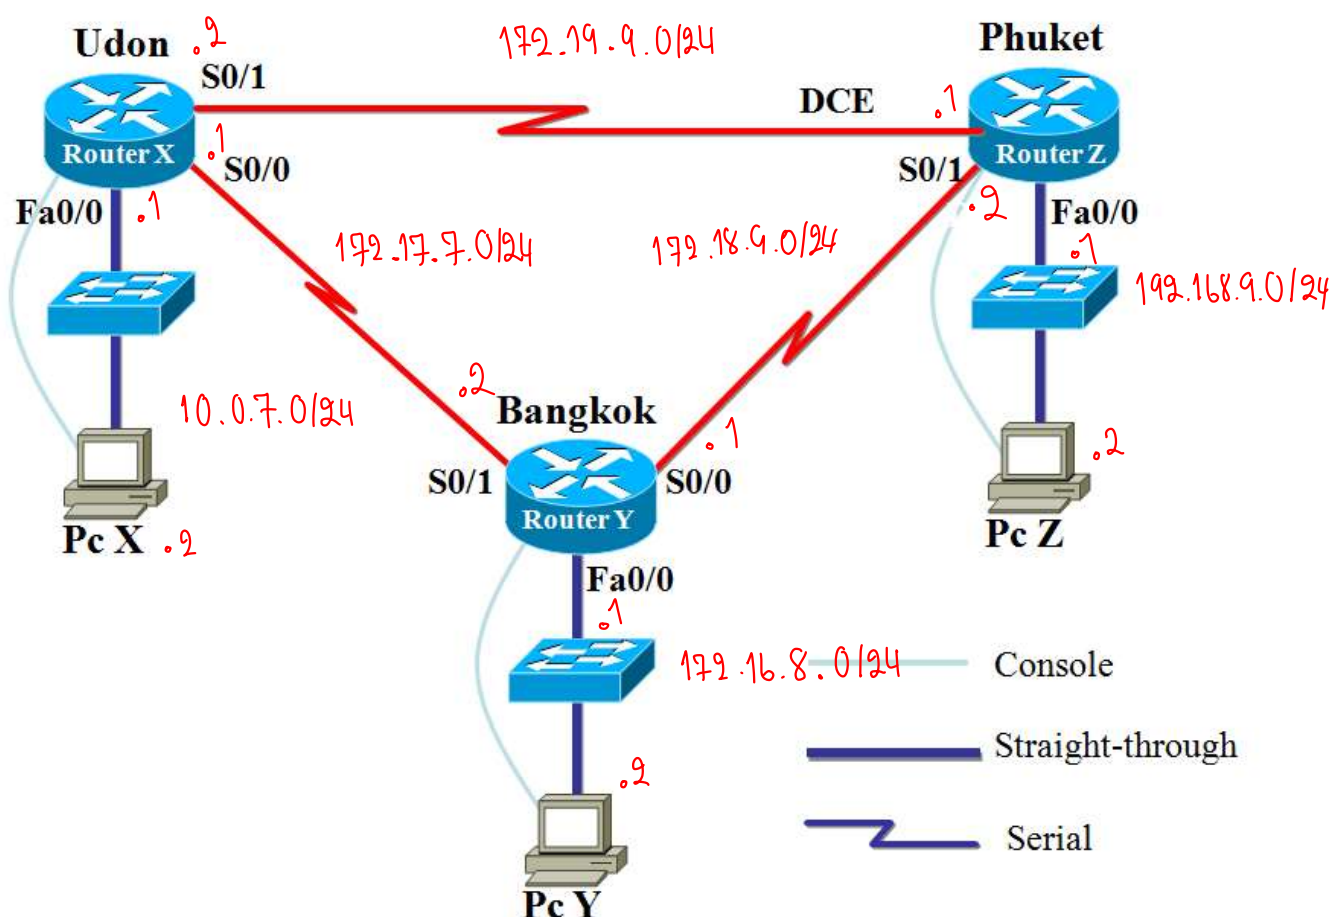 Udon
.2
172.19.9.0/24
Phuket
S0/1
DCE
.1
Router X
.1
S0/0
Router Z
S0/1
Fa0/0
.1
.2
Fa0/0
172.17.7.0/24
172.18.9.0/24
.1
192.168.9.0/24
10.0.7.0/24
.2
Bangkok
.1
.2
S0/1
S0/0
Router Y
Pc X
.2
Pc Z
Fa0/0
.1
172.16.8.0/24
Console
Straight-through
.2
Serial
Pc Y